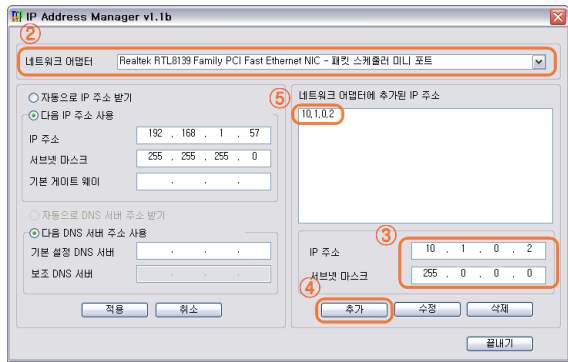 IP Address Manager v1.1b
②
네트워크 어댑터 Realtek RTL8139 Family PCI Fast Ethernet NIC - 패킷 스케줄러 미니 포트
자동으로 IP 주소 받기
다음 IP 주소 사용
IP 주소 192 . 168 . 1 . 57
서브넷 마스크 255 . 255 . 255 . 0
기본 게이트 웨이 . . .
자동으로 DNS 서버 주소 받기
다음 DNS 서버 주소 사용
기본 설정 DNS 서버 . . .
보조 DNS 서버 . . .
적용 취소
⑤ 네트워크 어댑터에 추가된 IP 주소
10,1,0,2
③
IP 주소 10 . 1 . 0 . 2
서브넷 마스크 255 . 0 . 0 . 0
④
추가 수정 삭제
끝내기